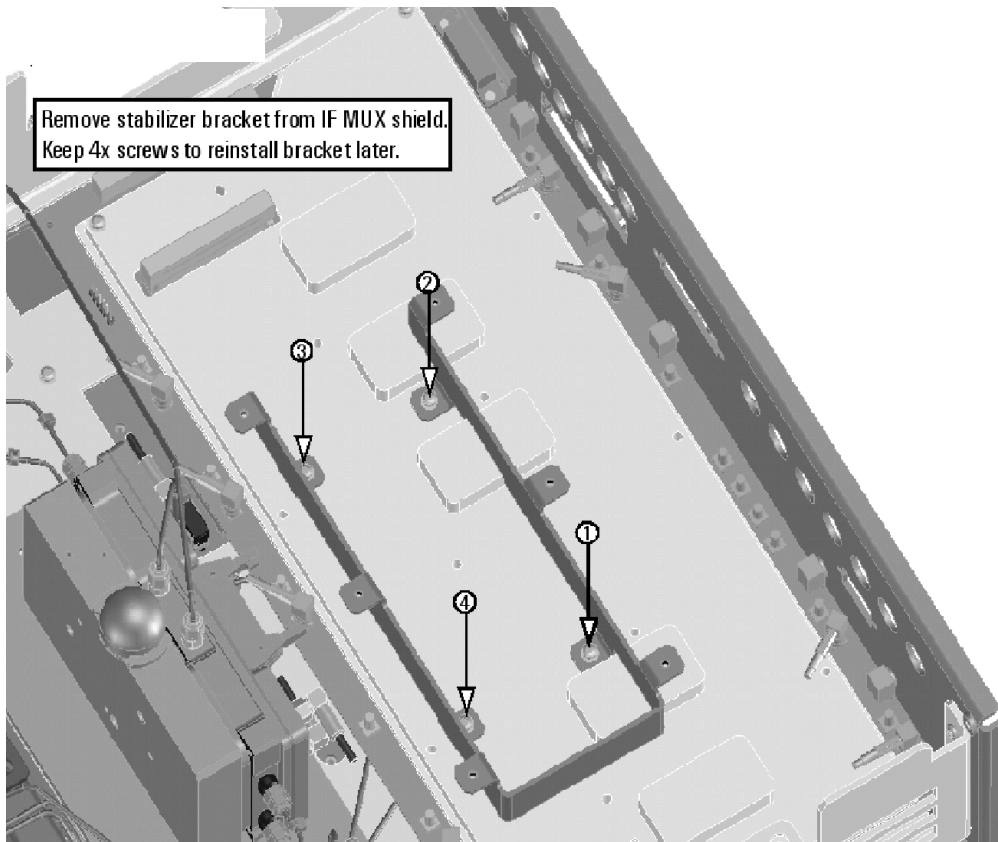 Remove stabilizer bracket from IF MUX shield.
Keep 4x screws to reinstall bracket later.
②
③
①
④